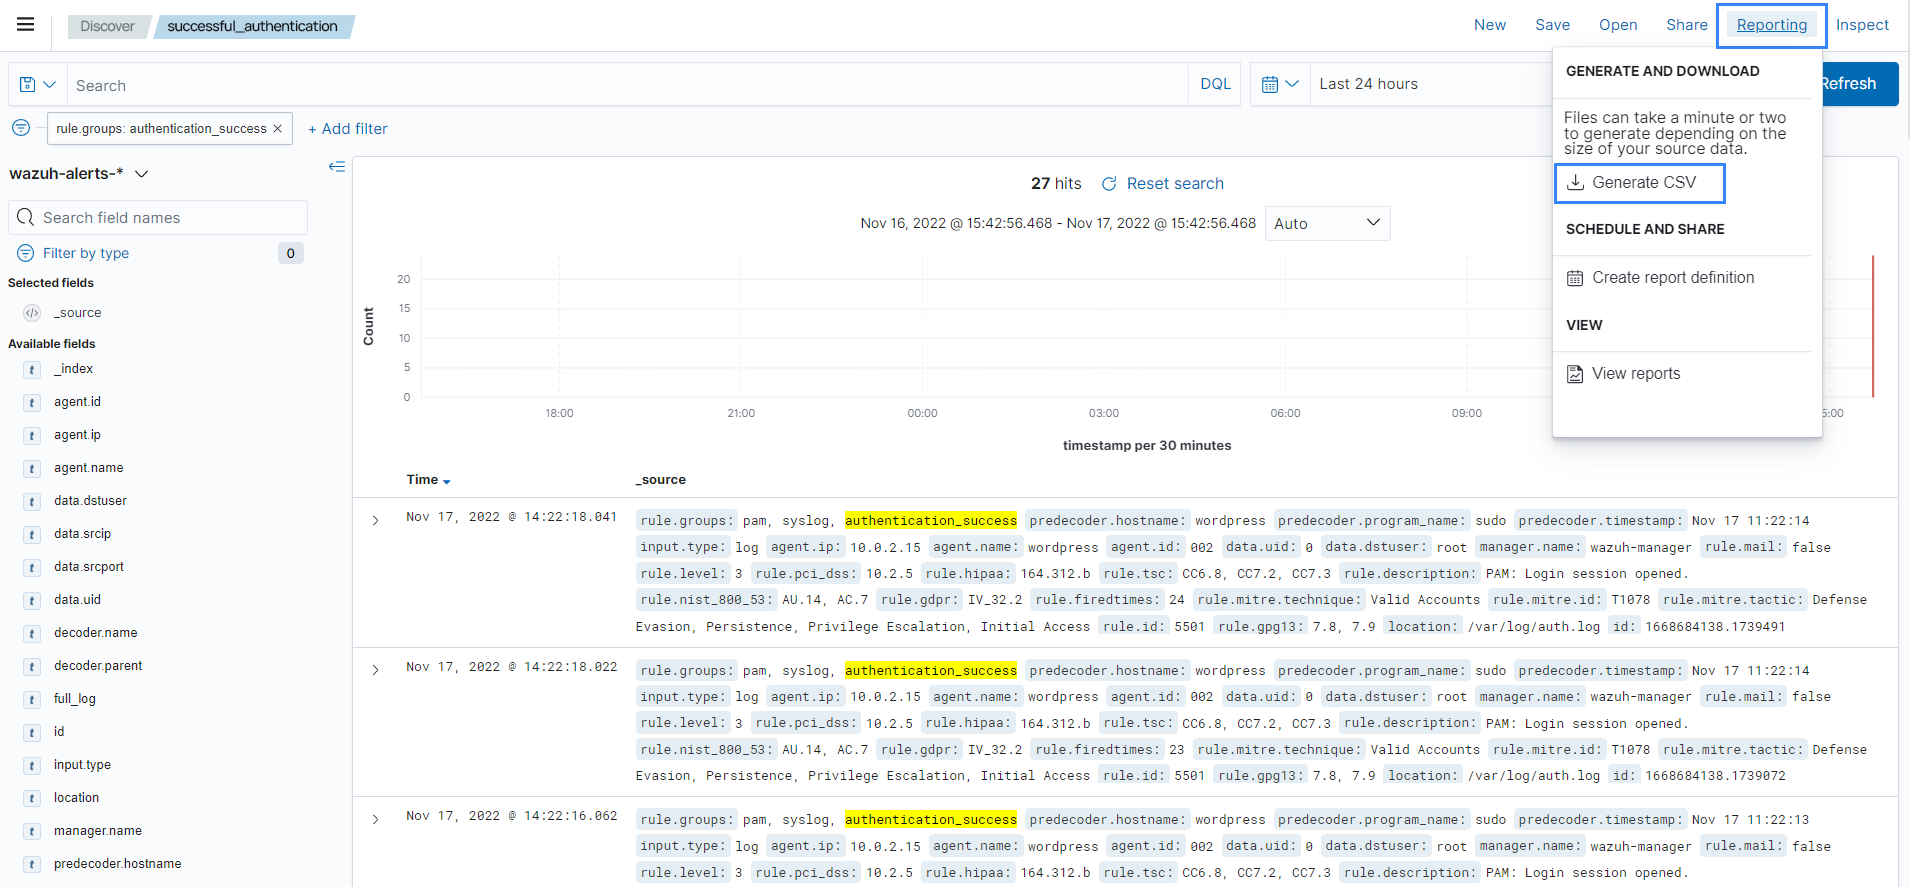 Discover successful_authentication New Save Open Share Reporting Inspect
Search DQL Last 24 hours Refresh
rule.groups: authentication_success × + Add filter
GENERATE AND DOWNLOAD
Files can take a minute or two
to generate depending on the
size of your source data.
Generate CSV
SCHEDULE AND SHARE
Create report definition
VIEW
View reports
wazuh-alerts-*
Search field names
Filter by type 0
Selected fields
_source
Available fields
_index
agent.id
agent.ip
agent.name
data.dstuser
data.srcip
data.srcport
data.uid
decoder.name
decoder.parent
full_log
id
input.type
location
manager.name
predecoder.hostname
27 hits Reset search
Nov 16, 2022 @ 15:42:56.468 - Nov 17, 2022 @ 15:42:56.468 Auto
Count
20
15
10
5
0
18:00 21:00 00:00 03:00 06:00 09:00 5:00
timestamp per 30 minutes
Time _source
Nov 17, 2022 @ 14:22:18.041 rule.groups: pam, syslog, authentication_success predecoder.hostname: wordpress predecoder.program_name: sudo predecoder.timestamp: Nov 17 11:22:14
input.type: log agent.ip: 10.0.2.15 agent.name: wordpress agent.id: 002 data.uid: 0 data.dstuser: root manager.name: wazuh-manager rule.mail: false
rule.level: 3 rule.pci_dss: 10.2.5 rule.hipaa: 164.312.b rule.tsc: CC6.8, CC7.2, CC7.3 rule.description: PAM: Login session opened.
rule.nist_800_53: AU.14, AC.7 rule.gdpr: IV_32.2 rule.firedtimes: 24 rule.mitre.technique: Valid Accounts rule.mitre.id: T1078 rule.mitre.tactic: Defense
Evasion, Persistence, Privilege Escalation, Initial Access rule.id: 5501 rule.gpg13: 7.8, 7.9 location: /var/log/auth.log id: 1668684138.1739491
Nov 17, 2022 @ 14:22:18.022 rule.groups: pam, syslog, authentication_success predecoder.hostname: wordpress predecoder.program_name: sudo predecoder.timestamp: Nov 17 11:22:14
input.type: log agent.ip: 10.0.2.15 agent.name: wordpress agent.id: 002 data.uid: 0 data.dstuser: root manager.name: wazuh-manager rule.mail: false
rule.level: 3 rule.pci_dss: 10.2.5 rule.hipaa: 164.312.b rule.tsc: CC6.8, CC7.2, CC7.3 rule.description: PAM: Login session opened.
rule.nist_800_53: AU.14, AC.7 rule.gdpr: IV_32.2 rule.firedtimes: 23 rule.mitre.technique: Valid Accounts rule.mitre.id: T1078 rule.mitre.tactic: Defense
Evasion, Persistence, Privilege Escalation, Initial Access rule.id: 5501 rule.gpg13: 7.8, 7.9 location: /var/log/auth.log id: 1668684138.1739072
Nov 17, 2022 @ 14:22:16.062 rule.groups: pam, syslog, authentication_success predecoder.hostname: wordpress predecoder.program_name: sudo predecoder.timestamp: Nov 17 11:22:13
input.type: log agent.ip: 10.0.2.15 agent.name: wordpress agent.id: 002 data.uid: 0 data.dstuser: root manager.name: wazuh-manager rule.mail: false
rule.level: 3 rule.pci_dss: 10.2.5 rule.hipaa: 164.312.b rule.tsc: CC6.8, CC7.2, CC7.3 rule.description: PAM: Login session opened.